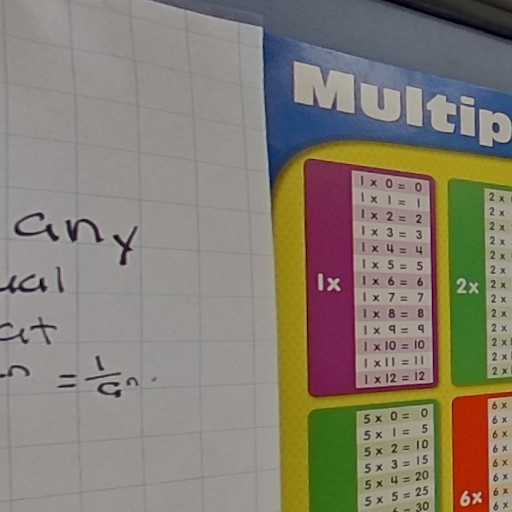 any
ual
at
n = 1/aⁿ.
Multip
1x
1 x 0 = 0
1 x 1 = 1
1 x 2 = 2
1 x 3 = 3
1 x 4 = 4
1 x 5 = 5
1 x 6 = 6
1 x 7 = 7
1 x 8 = 8
1 x 9 = 9
1 x 10 = 10
1 x 11 = 11
1 x 12 = 12
2x
2 x
2 x
2 x
2 x
2 x
2 x
2 x
2 x
2 x
2 x
2 x
2 x
2 x
5 x 0 = 0
5 x 1 = 5
5 x 2 = 10
5 x 3 = 15
5 x 4 = 20
5 x 5 = 25
30
6x
6 x
6 x
6 x
6 x
6 x
6 x
6 x
6 x